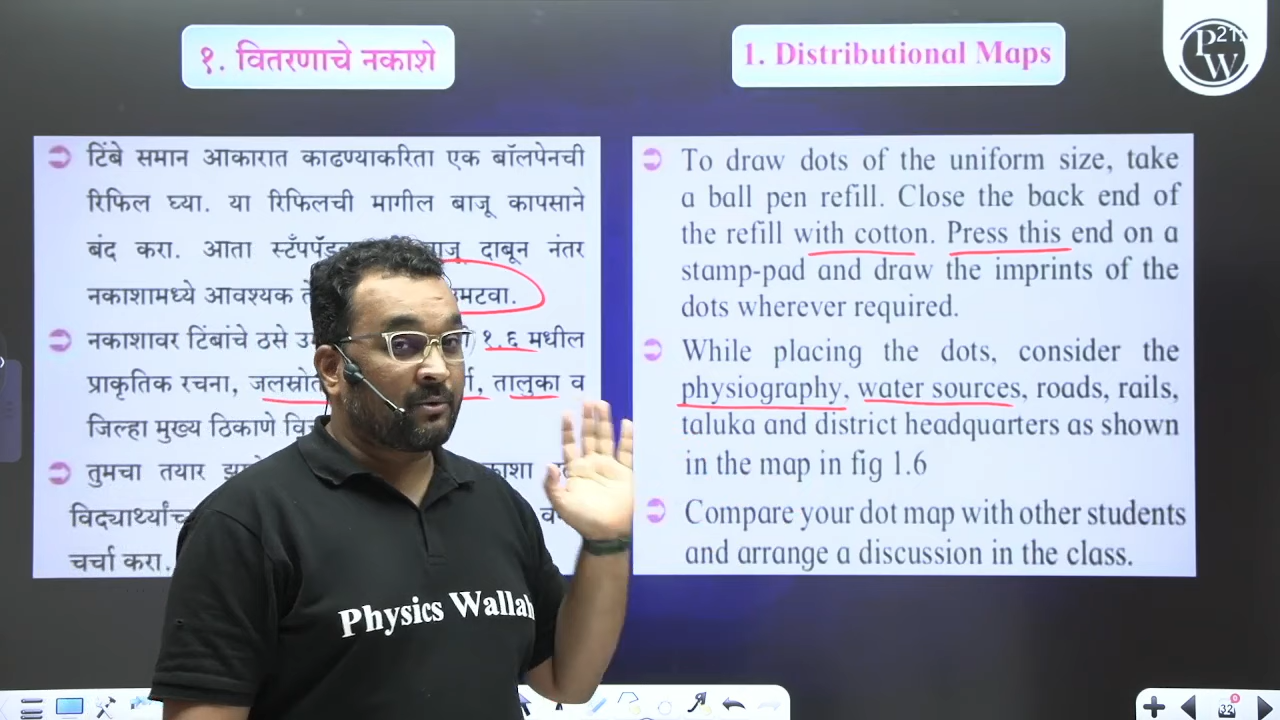 १. वितरणाचे नकाशे
टिंबे समान आकारात काढण्याकरिता एक बॉलपेनची
रिफिल घ्या. या रिफिलची मागील बाजू कापसाने
बंद करा. आता बाजू दाबून नंतर
नकाशामध्ये आवश्यक उमटवा.
नकाशावर टिंबांचे ठसे १.६ मधील
प्राकृतिक रचना, तालुका व
जिल्हा मुख्य ठिकाणे
तुमचा तयार
चर्चा करा.
1. Distributional Maps
To draw dots of the uniform size, take
a ball pen refill. Close the back end of
the refill with cotton. Press this end on a
stamp-pad and draw the imprints of the
dots wherever required.
While placing the dots, consider the
physiography, water sources, roads, rails,
taluka and district headquarters as shown
in the map in fig 1.6
Compare your dot map with other students
and arrange a discussion in the class.
PW
Physics Wallah
32